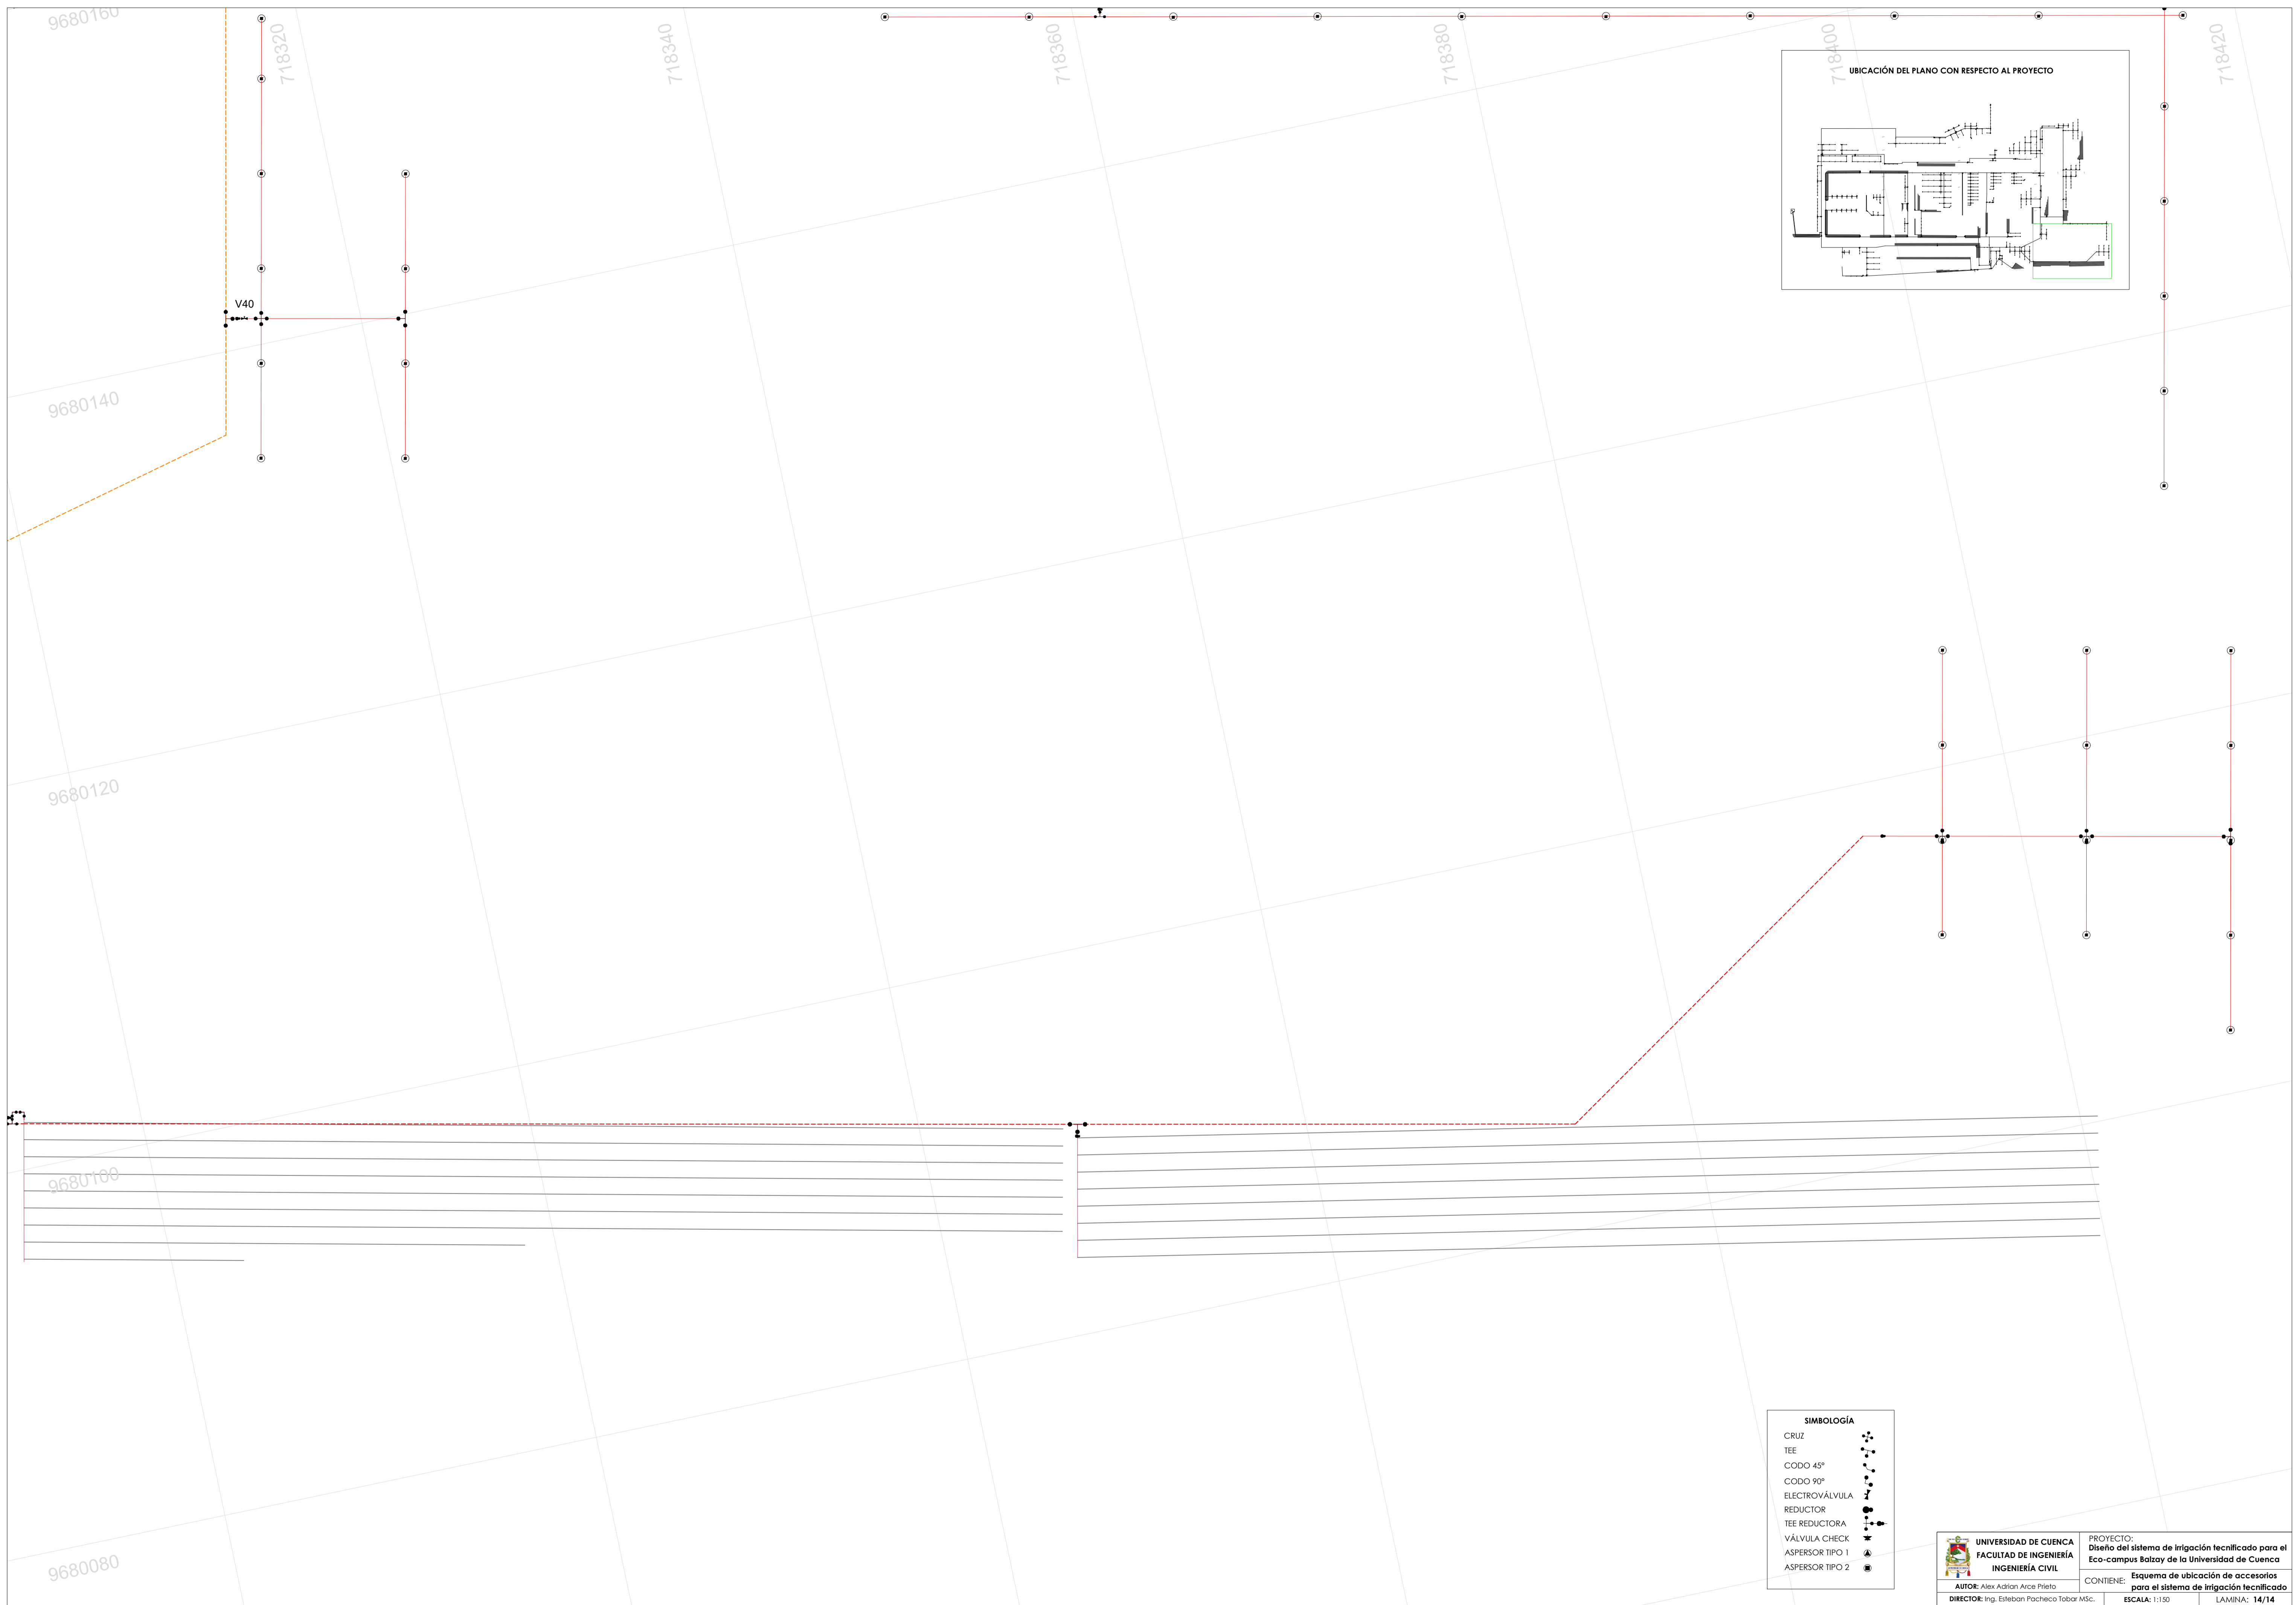 9680160
718320
718340
718360
718380
718400
718420
UBICACIÓN DEL PLANO CON RESPECTO AL PROYECTO
V40
9680140
9680120
9680100
9680080
SIMBOLOGÍA
CRUZ
TEE
CODO 45°
CODO 90°
ELECTROVÁLVULA
REDUCTOR
TEE REDUCTORA
VÁLVULA CHECK
ASPERSOR TIPO 1
ASPERSOR TIPO 2
UNIVERSIDAD DE CUENCA
FACULTAD DE INGENIERÍA
INGENIERÍA CIVIL
AUTOR: Alex Adrian Arce Prieto
DIRECTOR: Ing. Esteban Pacheco Tobar MSc.
PROYECTO:
Diseño del sistema de irrigación tecnificado para el
Eco-campus Balzay de la Universidad de Cuenca
CONTIENE: Esquema de ubicación de accesorios
para el sistema de irrigación tecnificado
ESCALA: 1:150
LAMINA: 14/14